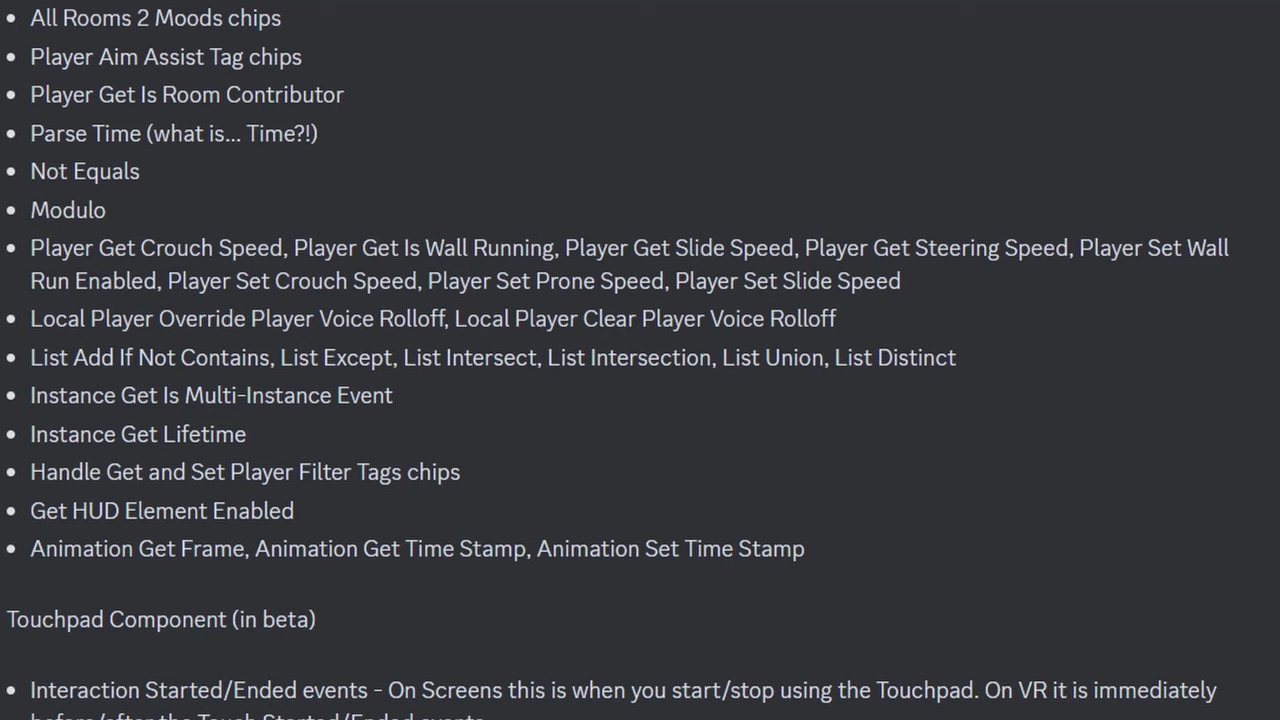 • All Rooms 2 Moods chips
• Player Aim Assist Tag chips
• Player Get Is Room Contributor
• Parse Time (what is... Time?!)
• Not Equals
• Modulo
• Player Get Crouch Speed, Player Get Is Wall Running, Player Get Slide Speed, Player Get Steering Speed, Player Set Wall
Run Enabled, Player Set Crouch Speed, Player Set Prone Speed, Player Set Slide Speed
• Local Player Override Player Voice Rolloff, Local Player Clear Player Voice Rolloff
• List Add If Not Contains, List Except, List Intersect, List Intersection, List Union, List Distinct
• Instance Get Is Multi-Instance Event
• Instance Get Lifetime
• Handle Get and Set Player Filter Tags chips
• Get HUD Element Enabled
• Animation Get Frame, Animation Get Time Stamp, Animation Set Time Stamp
Touchpad Component (in beta)
• Interaction Started/Ended events - On Screens this is when you start/stop using the Touchpad. On VR it is immediately
before/after the Touch Started/Ended events